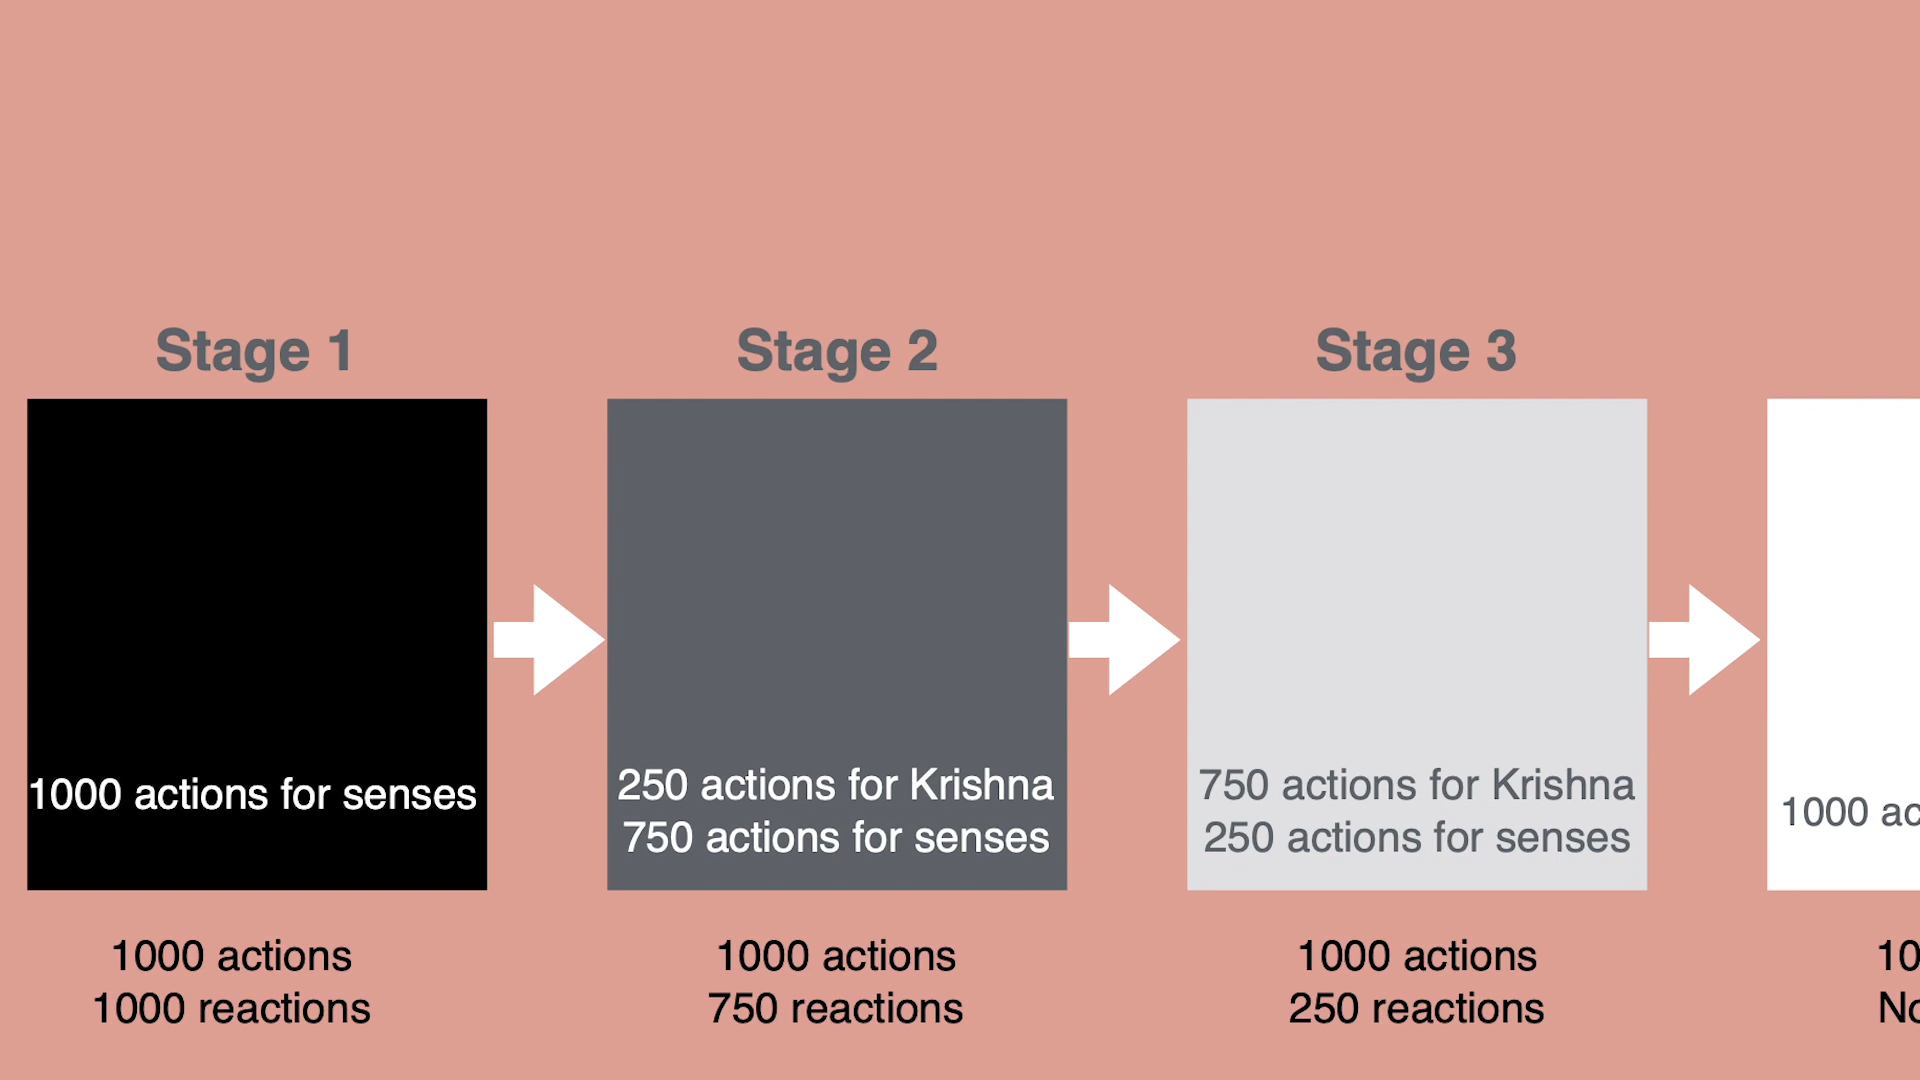 Stage 1
1000 actions for senses
1000 actions
1000 reactions
Stage 2
250 actions for Krishna
750 actions for senses
1000 actions
750 reactions
Stage 3
750 actions for Krishna
250 actions for senses
1000 actions
250 reactions
1000